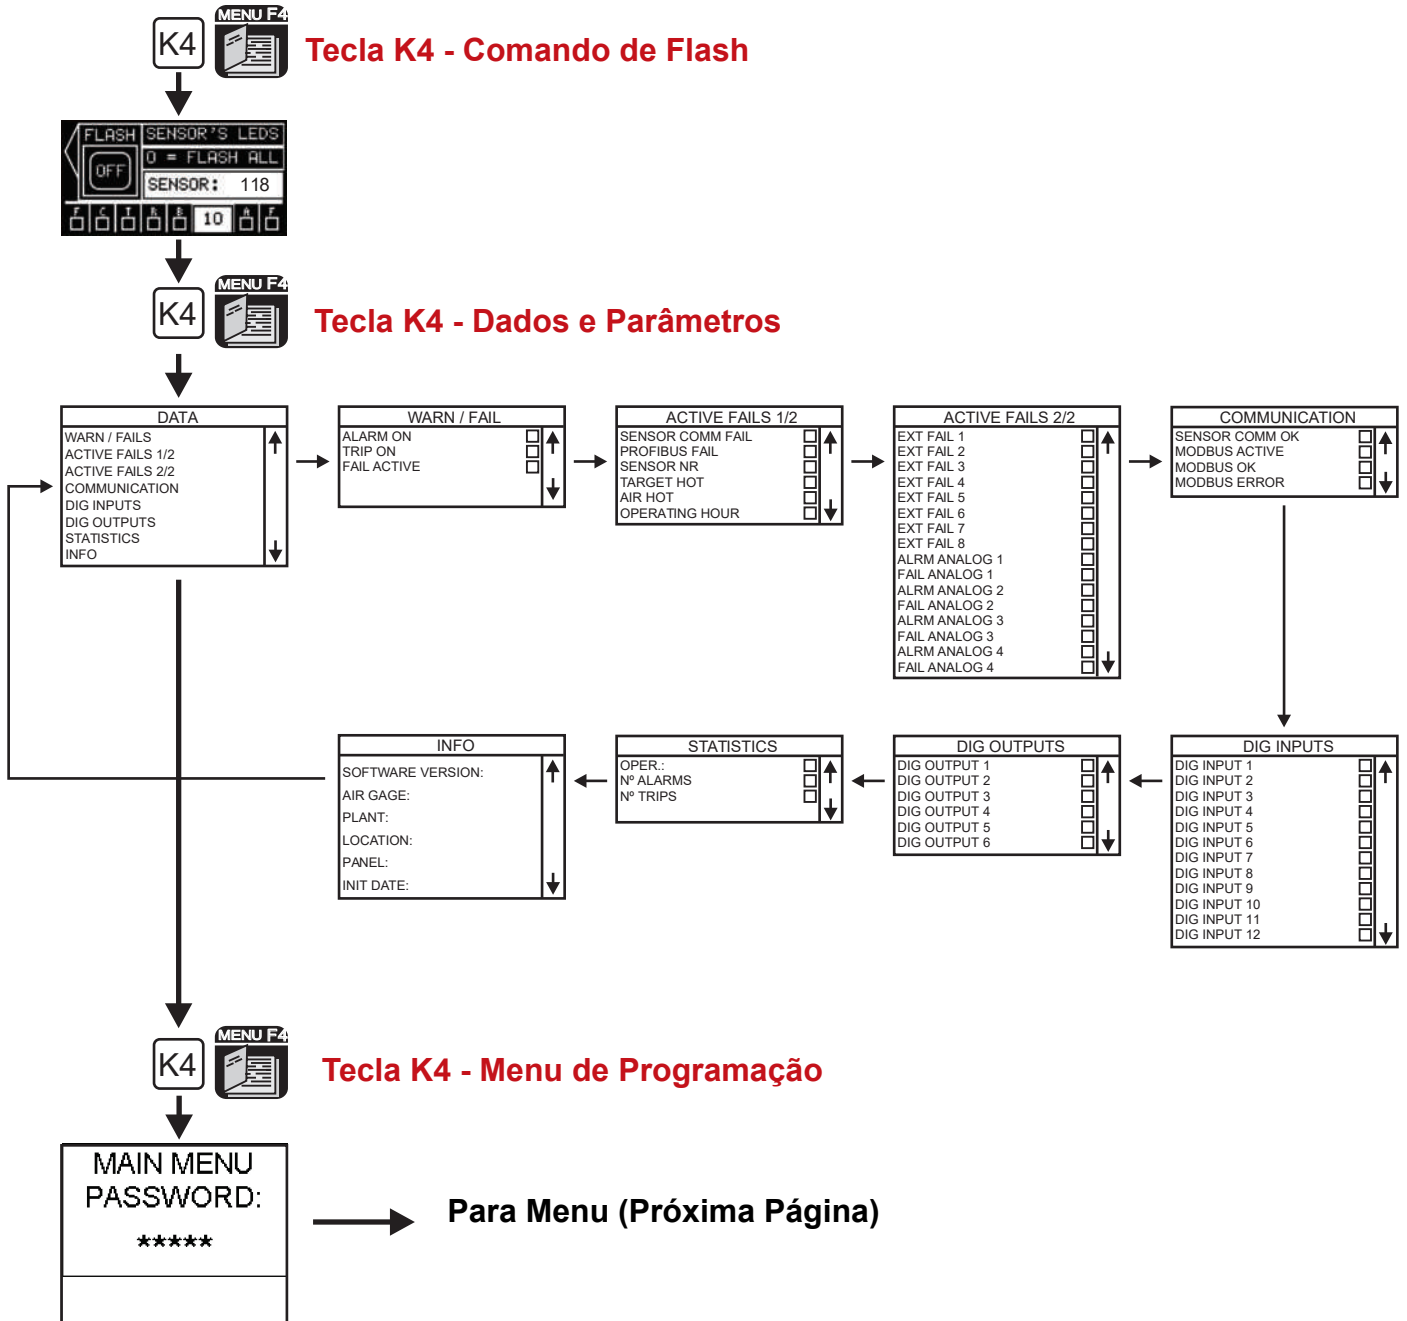 MENU F4
K4
Tecla K4 - Comando de Flash
FLASH
SENSOR'S LEDS
0 = FLASH ALL
OFF
SENSOR: 118
F C T R B 10 A F
MENU F4
K4
Tecla K4 - Dados e Parâmetros
DATA
WARN / FAILS
ACTIVE FAILS 1/2
ACTIVE FAILS 2/2
COMMUNICATION
DIG INPUTS
DIG OUTPUTS
STATISTICS
INFO
WARN / FAIL
ALARM ON
TRIP ON
FAIL ACTIVE
ACTIVE FAILS 1/2
SENSOR COMM FAIL
PROFIBUS FAIL
SENSOR NR
TARGET HOT
AIR HOT
OPERATING HOUR
ACTIVE FAILS 2/2
EXT FAIL 1
EXT FAIL 2
EXT FAIL 3
EXT FAIL 4
EXT FAIL 5
EXT FAIL 6
EXT FAIL 7
EXT FAIL 8
ALRM ANALOG 1
FAIL ANALOG 1
ALRM ANALOG 2
FAIL ANALOG 2
ALRM ANALOG 3
FAIL ANALOG 3
ALRM ANALOG 4
FAIL ANALOG 4
COMMUNICATION
SENSOR COMM OK
MODBUS ACTIVE
MODBUS OK
MODBUS ERROR
INFO
SOFTWARE VERSION:
AIR GAGE:
PLANT:
LOCATION:
PANEL:
INIT DATE:
STATISTICS
OPER.:
Nº ALARMS
Nº TRIPS
DIG OUTPUTS
DIG OUTPUT 1
DIG OUTPUT 2
DIG OUTPUT 3
DIG OUTPUT 4
DIG OUTPUT 5
DIG OUTPUT 6
DIG INPUTS
DIG INPUT 1
DIG INPUT 2
DIG INPUT 3
DIG INPUT 4
DIG INPUT 5
DIG INPUT 6
DIG INPUT 7
DIG INPUT 8
DIG INPUT 9
DIG INPUT 10
DIG INPUT 11
DIG INPUT 12
MENU F4
K4
Tecla K4 - Menu de Programação
MAIN MENU
PASSWORD:
*****
Para Menu (Próxima Página)